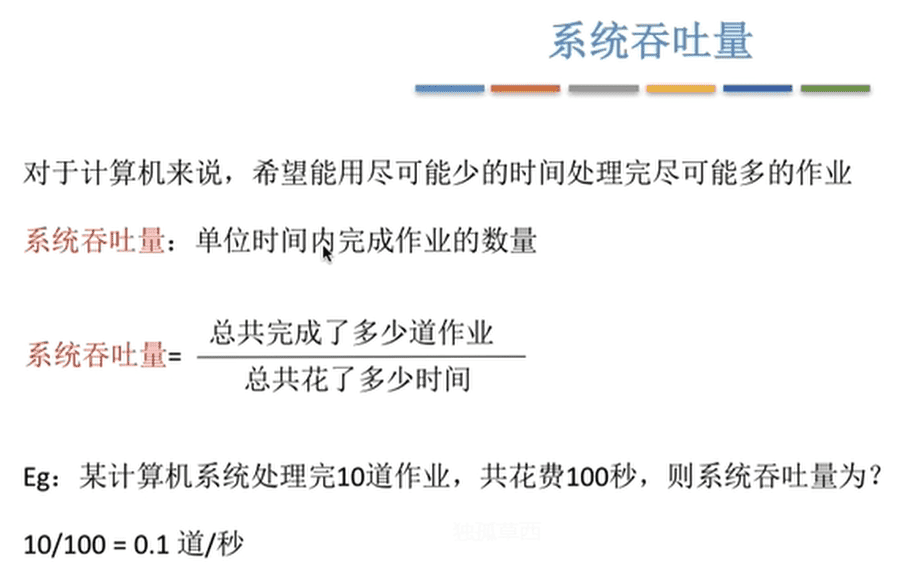 系统吞吐量
对于计算机来说，希望能用尽可能少的时间处理完尽可能多的作业
系统吞吐量：单位时间内完成作业的数量
系统吞吐量=
总共完成了多少道作业
总共花了多少时间
Eg：某计算机系统处理完10道作业，共花费100秒，则系统吞吐量为？
10/100 = 0.1 道/秒